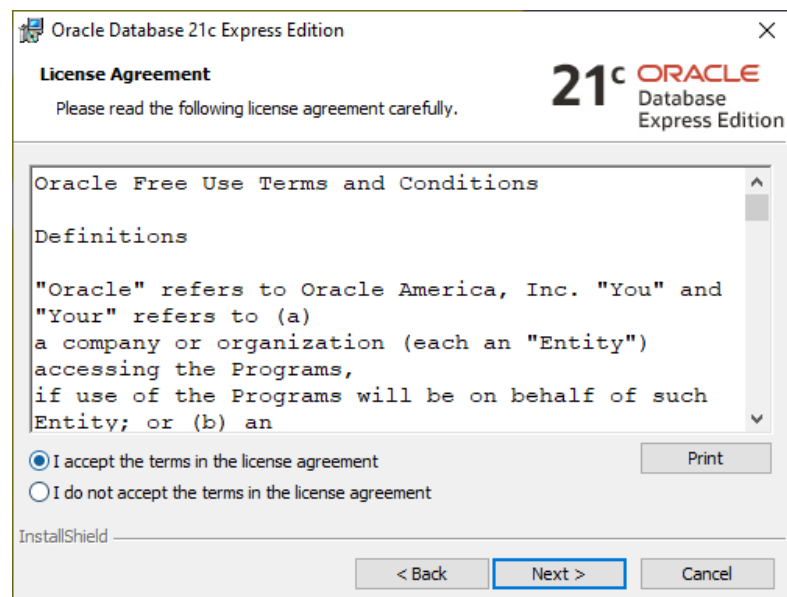 Oracle Database 21c Express Edition
License Agreement
Please read the following license agreement carefully.
21c ORACLE
Database
Express Edition
Oracle Free Use Terms and Conditions
Definitions
"Oracle" refers to Oracle America, Inc. "You" and
"Your" refers to (a)
a company or organization (each an "Entity")
accessing the Programs,
if use of the Programs will be on behalf of such
Entity; or (b) an
I accept the terms in the license agreement
Print
I do not accept the terms in the license agreement
InstallShield
< Back
Next >
Cancel